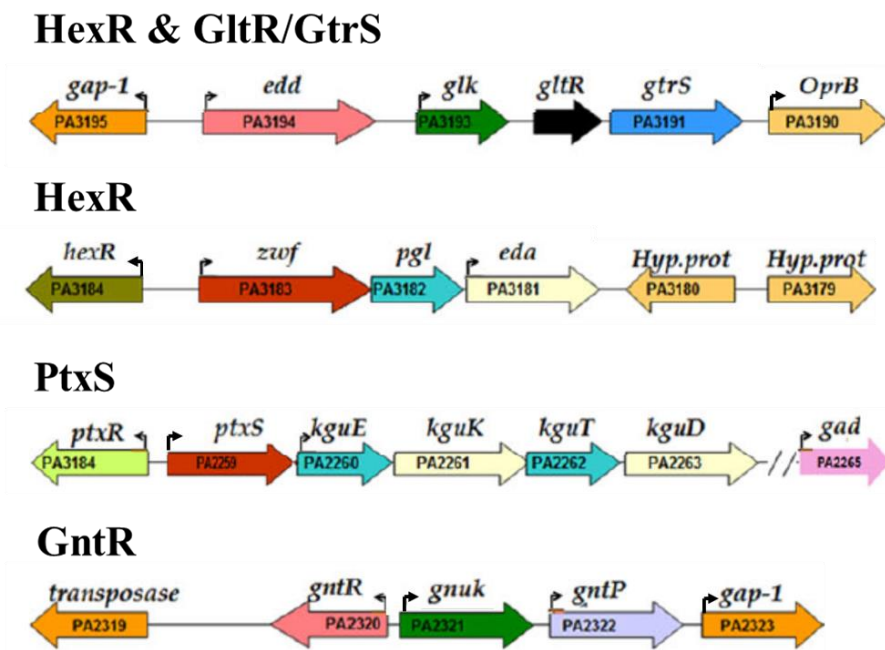 HexR & GltR/GtrS
gap-1 edd glk gltR gtrS OprB
PA3195 PA3194 PA3193 PA3191 PA3190
HexR
hexR zwf pgl eda Hyp.prot Hyp.prot
PA3184 PA3183 PA3182 PA3181 PA3180 PA3179
PtxS
ptxR ptxS kguE kguK kguT kguD gad
PA3184 PA2259 PA2260 PA2261 PA2262 PA2263 // PA2265
GntR
transposase gntR gnuk gntP gap-1
PA2319 PA2320 PA2321 PA2322 PA2323